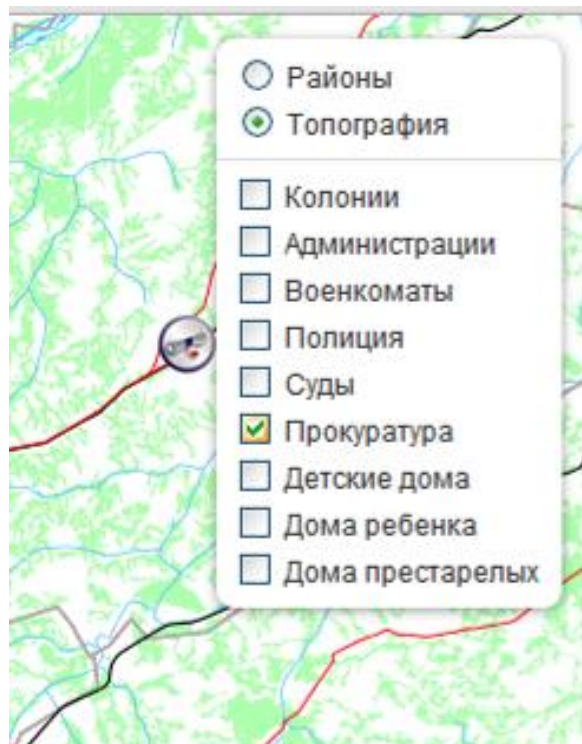 Районы
Топография
Колонии
Администрации
Военкоматы
Полиция
Суды
Прокуратура
Детские дома
Дома ребенка
Дома престарелых